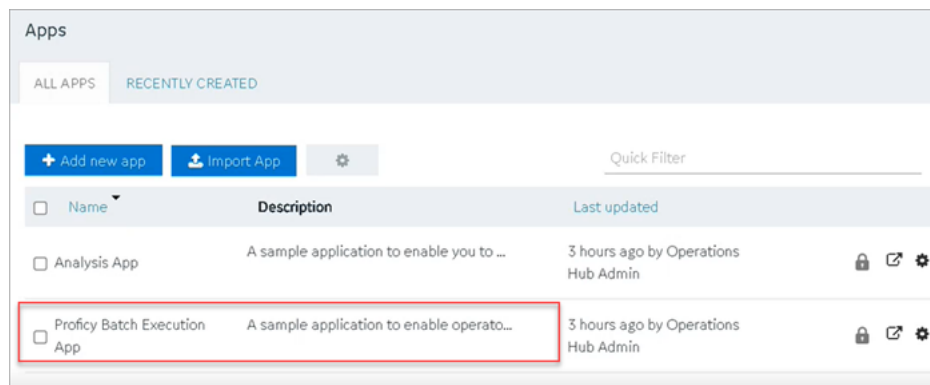 Apps
ALL APPS RECENTLY CREATED
Add new app Import App Quick Filter
Name Description Last updated
Analysis App A sample application to enable you to ... 3 hours ago by Operations
Hub Admin
Proficy Batch Execution A sample application to enable operato... 3 hours ago by Operations
App Hub Admin